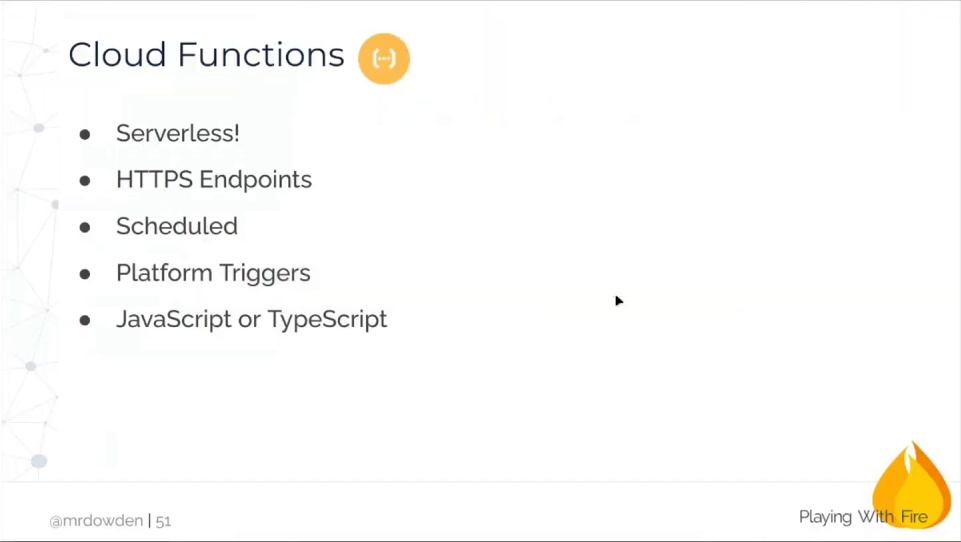 Cloud Functions
● Serverless!
● HTTPS Endpoints
● Scheduled
● Platform Triggers
● JavaScript or TypeScript
@mrdowden | 51
Playing With Fire